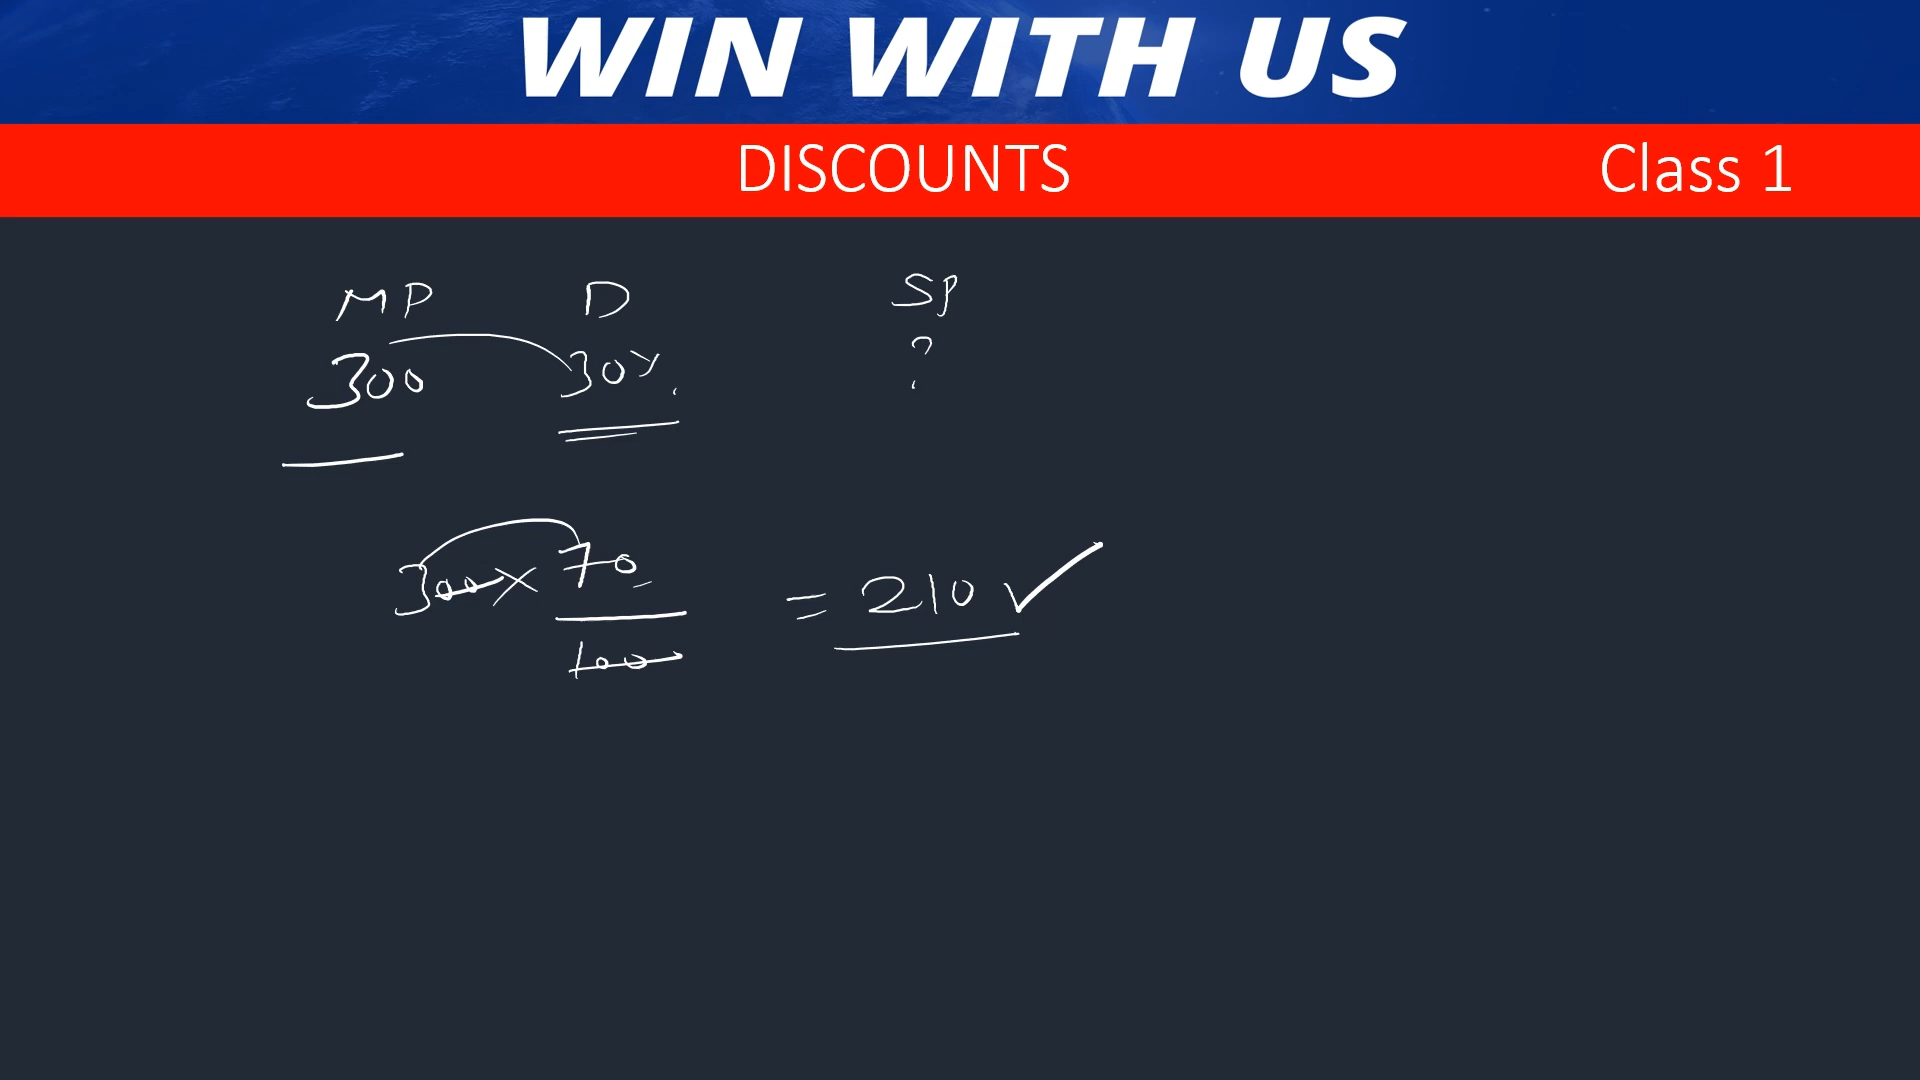 WIN WITH US
DISCOUNTS Class 1
MP D SP
300 30% ?
300 × 70
100
= 210 ✓